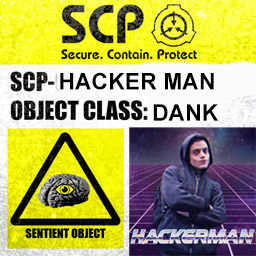 SCP
Secure. Contain. Protect
SCP-HACKER MAN
OBJECT CLASS: DANK
SENTIENT OBJECT
HACKERMAN